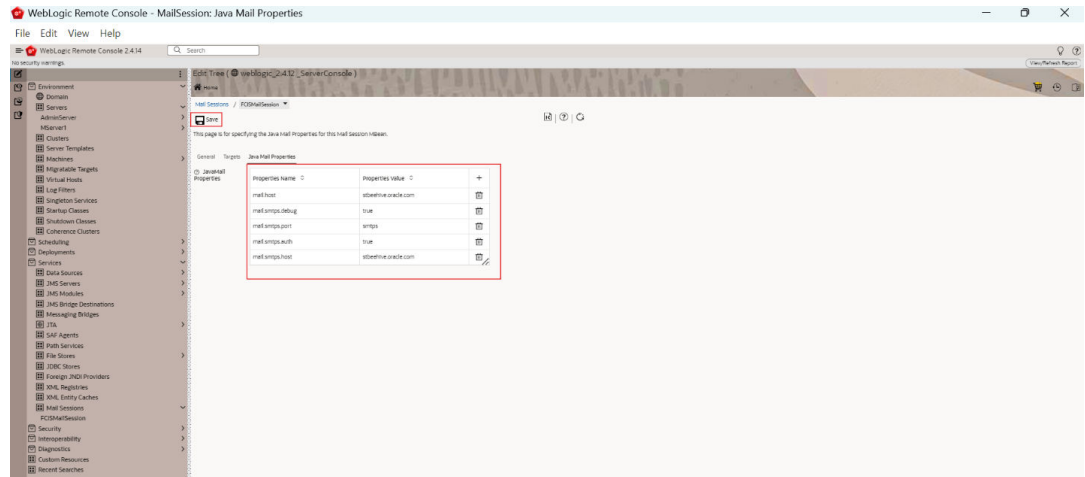 WebLogic Remote Console - MailSession: Java Mail Properties
File Edit View Help
WebLogic Remote Console 2.4.14
Search
No security warnings.
View/Refresh Report
Edit Tree ( weblogic_2.4.12_ServerConsole )
Home
Mail Sessions / FCISMailSession
Save
This page is for specifying the Java Mail Properties for this Mail Session MBean.
General Targets Java Mail Properties
JavaMail Properties
Properties Name Properties Value +
mail.host stbeehive.oracle.com
mail.smtps.debug true
mail.smtps.port smtps
mail.smtps.auth true
mail.smtps.host stbeehive.oracle.com
Environment
Domain
Servers
AdminServer
MServer1
Clusters
Server Templates
Machines
Migratable Targets
Virtual Hosts
Log Filters
Singleton Services
Startup Classes
Shutdown Classes
Coherence Clusters
Scheduling
Deployments
Services
Data Sources
JMS Servers
JMS Modules
JMS Bridge Destinations
Messaging Bridges
JTA
SAF Agents
Path Services
File Stores
JDBC Stores
Foreign JNDI Providers
XML Registries
XML Entity Caches
Mail Sessions
FCISMailSession
Security
Interoperability
Diagnostics
Custom Resources
Recent Searches